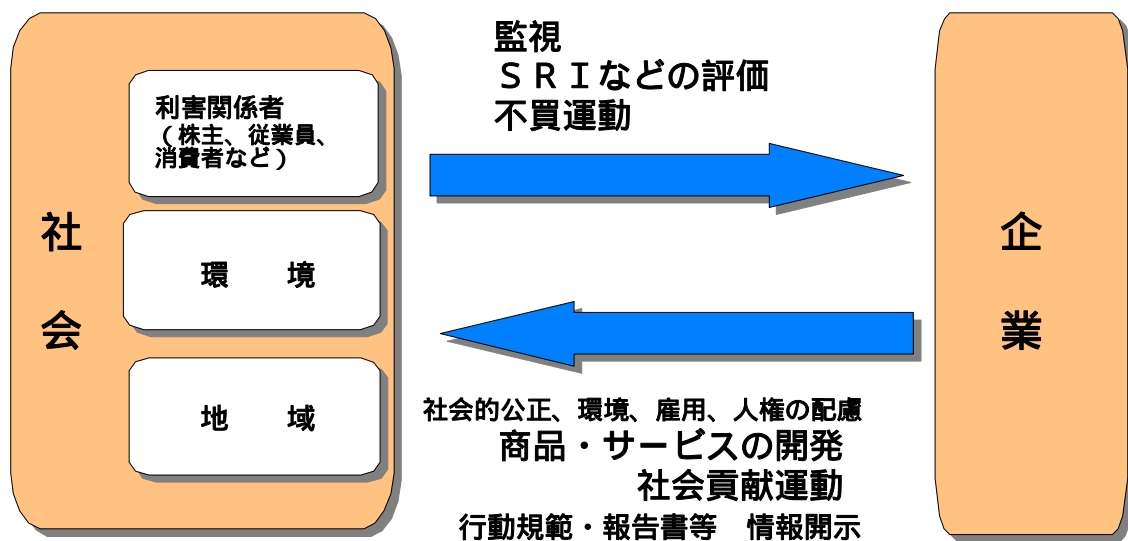 社会
利害関係者
（株主、従業員、
消費者など）
環　境
地　域
監視
ＳＲＩなどの評価
不買運動
社会的公正、環境、雇用、人権の配慮
商品・サービスの開発
社会貢献運動
行動規範・報告書等　情報開示
企業